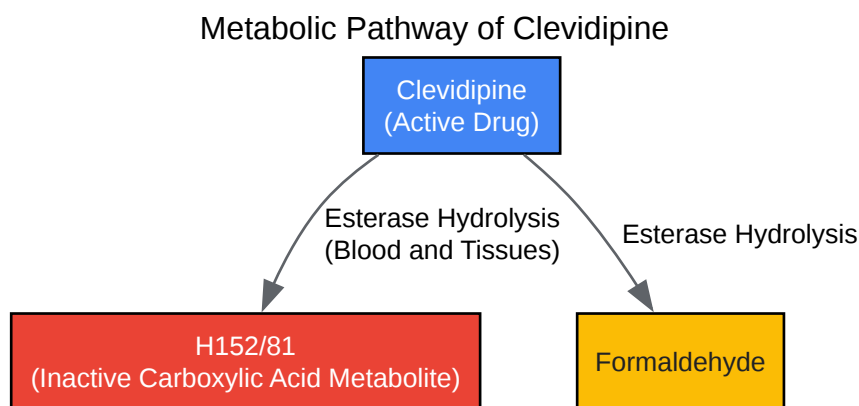 Metabolic Pathway of Clevidipine
Clevidipine
(Active Drug)
Esterase Hydrolysis
(Blood and Tissues)
Esterase Hydrolysis
H152/81
(Inactive Carboxylic Acid Metabolite)
Formaldehyde